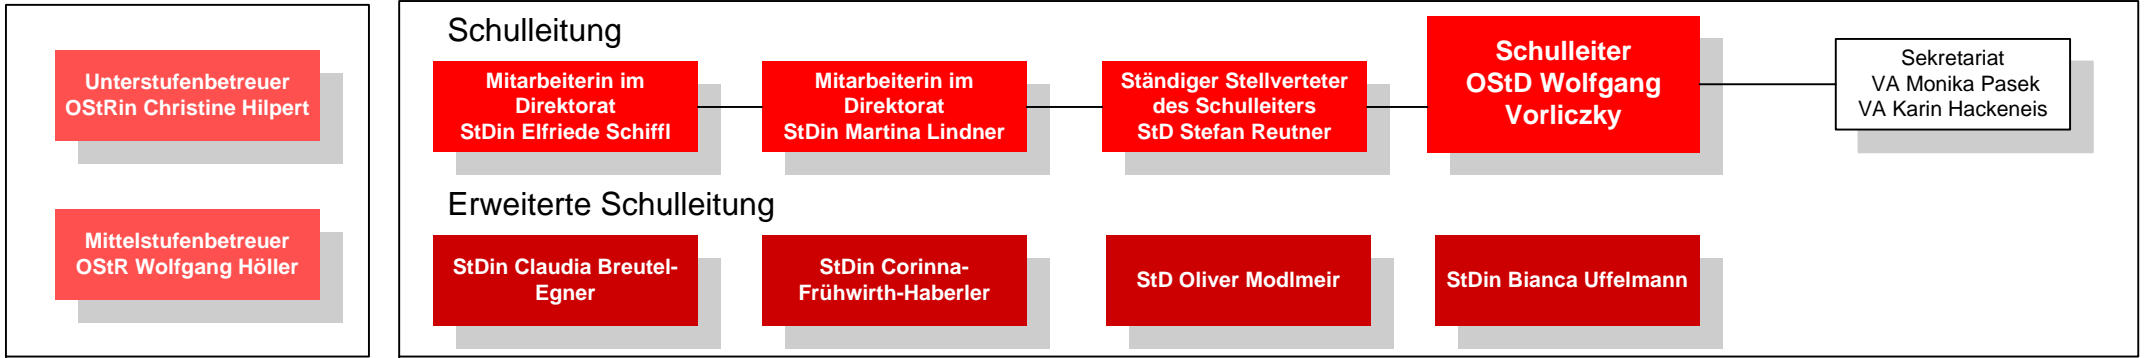 Unterstufenbetreuer
OStRin Christine Hilpert
Mittelstufenbetreuer
OStR Wolfgang Höller
Schulleitung
Mitarbeiterin im
Direktorat
StDin Elfriede Schiffl
Mitarbeiterin im
Direktorat
StDin Martina Lindner
Ständiger Stellverteter
des Schulleiters
StD Stefan Reutner
Schulleiter
OStD Wolfgang
Vorliczky
Sekretariat
VA Monika Pasek
VA Karin Hackeneis
Erweiterte Schulleitung
StDin Claudia Breutel-
Egner
StDin Corinna-
Frühwirth-Haberler
StD Oliver Modlmeir
StDin Bianca Uffelmann